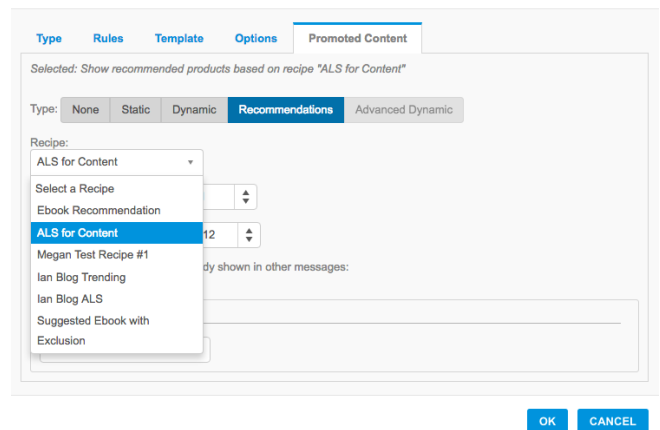 Type Rules Template Options Promoted Content
Selected: Show recommended products based on recipe "ALS for Content"
Type: None Static Dynamic Recommendations Advanced Dynamic
Recipe:
ALS for Content
Select a Recipe
Ebook Recommendation
ALS for Content
12
Megan Test Recipe #1
dy shown in other messages:
Ian Blog Trending
Ian Blog ALS
Suggested Ebook with
Exclusion
OK CANCEL